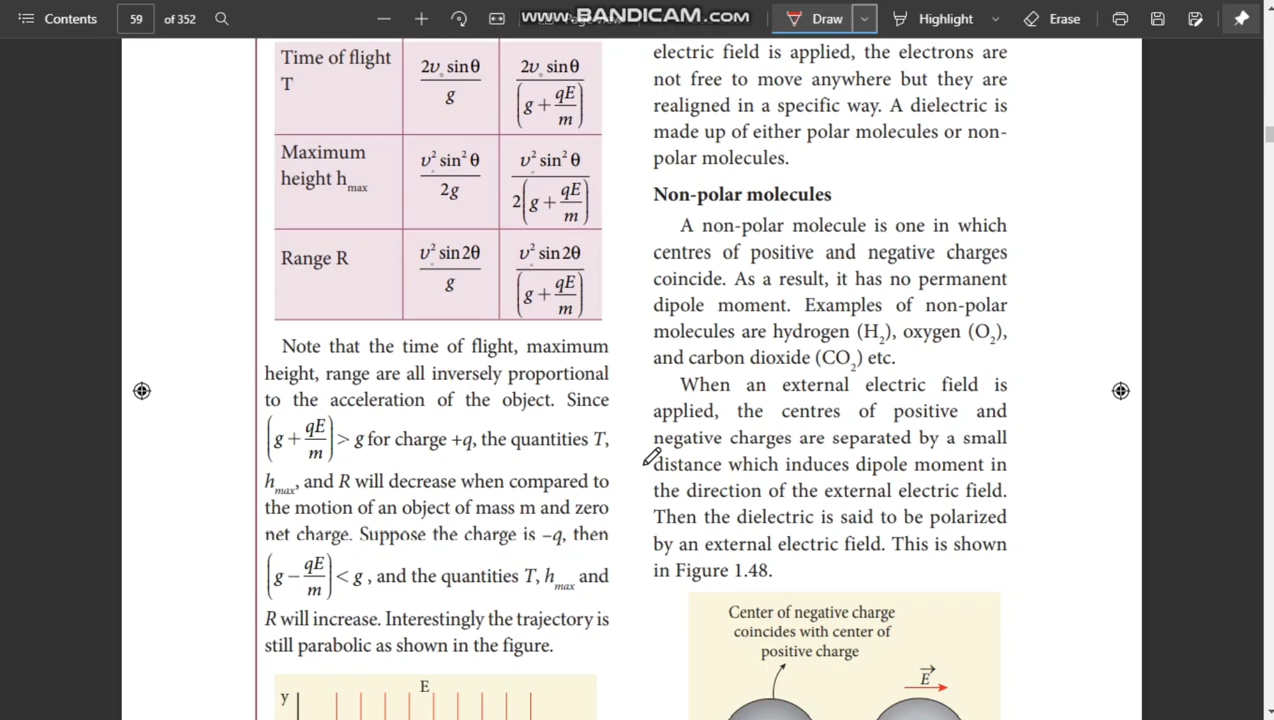 Contents
59
of 352
WWW.BANDICAM.COM
Draw
Highlight
Erase
Time of flight T
2υ∘ sinθ / g
2υ∘ sinθ / (g + qE/m)
Maximum height hmax
υ∘² sin² θ / 2g
υ∘² sin² θ / 2(g + qE/m)
Range R
υ∘² sin2θ / g
υ∘² sin2θ / (g + qE/m)
Note that the time of flight, maximum
height, range are all inversely proportional
to the acceleration of the object. Since
(g + qE/m) > g for charge +q, the quantities T,
hmax, and R will decrease when compared to
the motion of an object of mass m and zero
net charge. Suppose the charge is –q, then
(g − qE/m) < g , and the quantities T, hmax and
R will increase. Interestingly the trajectory is
still parabolic as shown in the figure.
E
y
electric field is applied, the electrons are
not free to move anywhere but they are
realigned in a specific way. A dielectric is
made up of either polar molecules or non-
polar molecules.
Non-polar molecules
A non-polar molecule is one in which
centres of positive and negative charges
coincide. As a result, it has no permanent
dipole moment. Examples of non-polar
molecules are hydrogen (H₂), oxygen (O₂),
and carbon dioxide (CO₂) etc.
When an external electric field is
applied, the centres of positive and
negative charges are separated by a small
distance which induces dipole moment in
the direction of the external electric field.
Then the dielectric is said to be polarized
by an external electric field. This is shown
in Figure 1.48.
Center of negative charge
coincides with center of
positive charge
E⃗